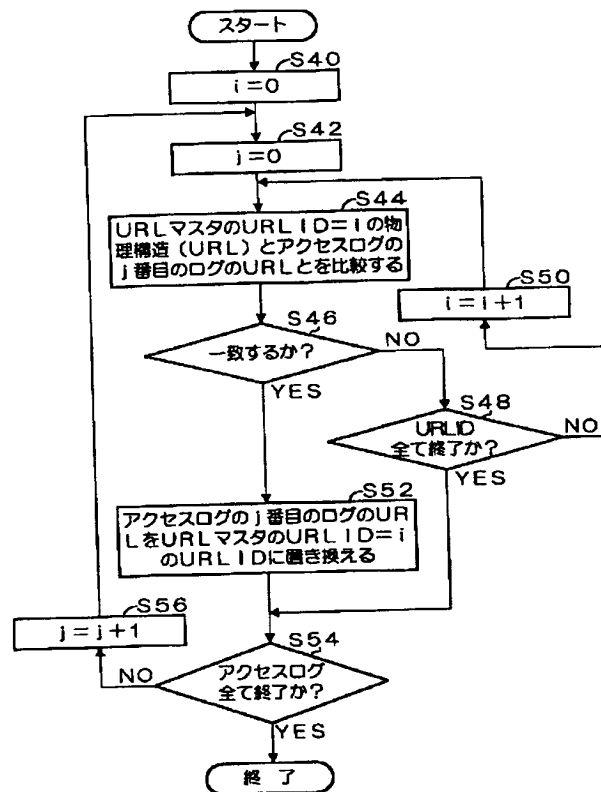 スタート
S40
i=0
S42
j=0
S44
URLマスタのURLID=iの物
理構造(URL)とアクセスログの
j番目のログのURLとを比較する
S50
i=i+1
S46
一致するか?
NO
YES
S48
URLID
全て終了か?
NO
YES
S52
アクセスログのj番目のログのUR
LをURLマスタのURLID=i
のURLIDに置き換える
S56
j=j+1
S54
アクセスログ
全て終了か?
NO
YES
終了